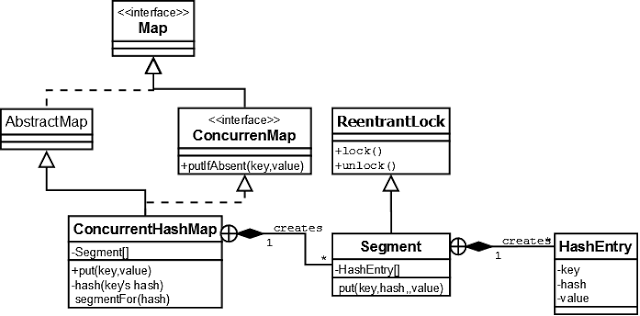 <<interface>>
Map
AbstractMap
<<interface>>
ConcurrenMap
+putIfAbsent(key,value)
ReentrantLock
+lock()
+unlock()
ConcurrentHashMap
-Segment[]
+put(key,value)
-hash(key's hash)
segmentFor(hash)
creates
1
*
Segment
-HashEntry[]
put(key,hash,,value)
creates
1
*
HashEntry
-key
-hash
-value